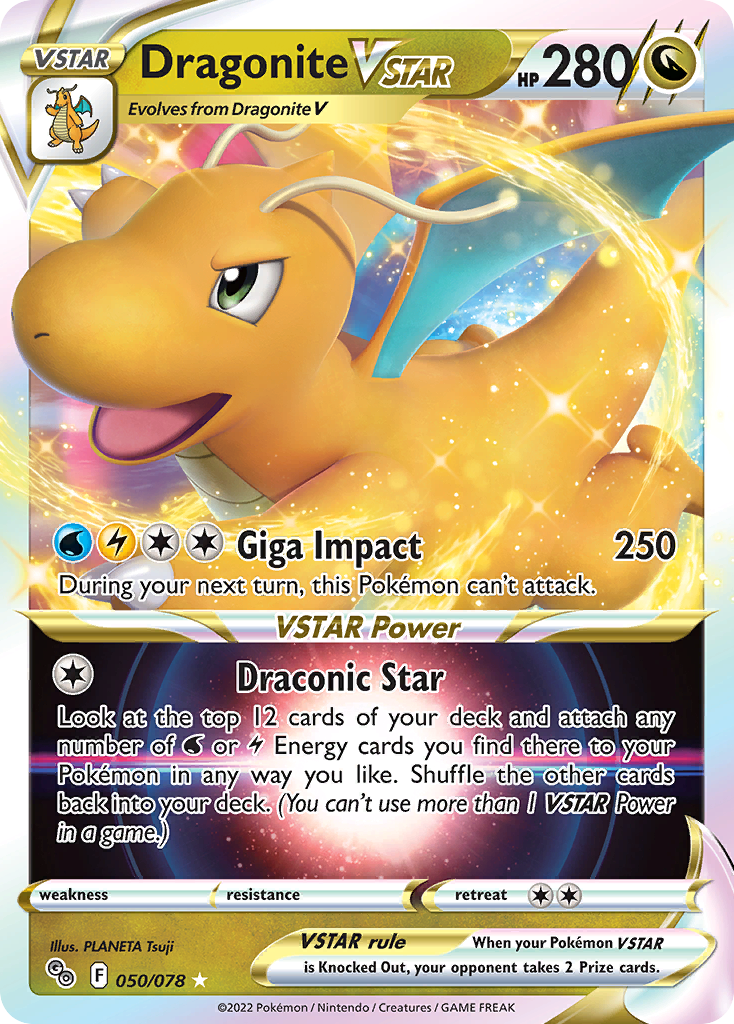 VSTAR
Dragonite VSTAR HP 280
Evolves from Dragonite V
Giga Impact 250
During your next turn, this Pokémon can't attack.
VSTAR Power
Draconic Star
Look at the top 12 cards of your deck and attach any
number of or Energy cards you find there to your
Pokémon in any way you like. Shuffle the other cards
back into your deck. (You can't use more than 1 VSTAR Power
in a game.)
weakness resistance retreat
Illus. PLANETA Tsuji
VSTAR rule When your Pokémon VSTAR
is Knocked Out, your opponent takes 2 Prize cards.
GO F 050/078
©2022 Pokémon / Nintendo / Creatures / GAME FREAK